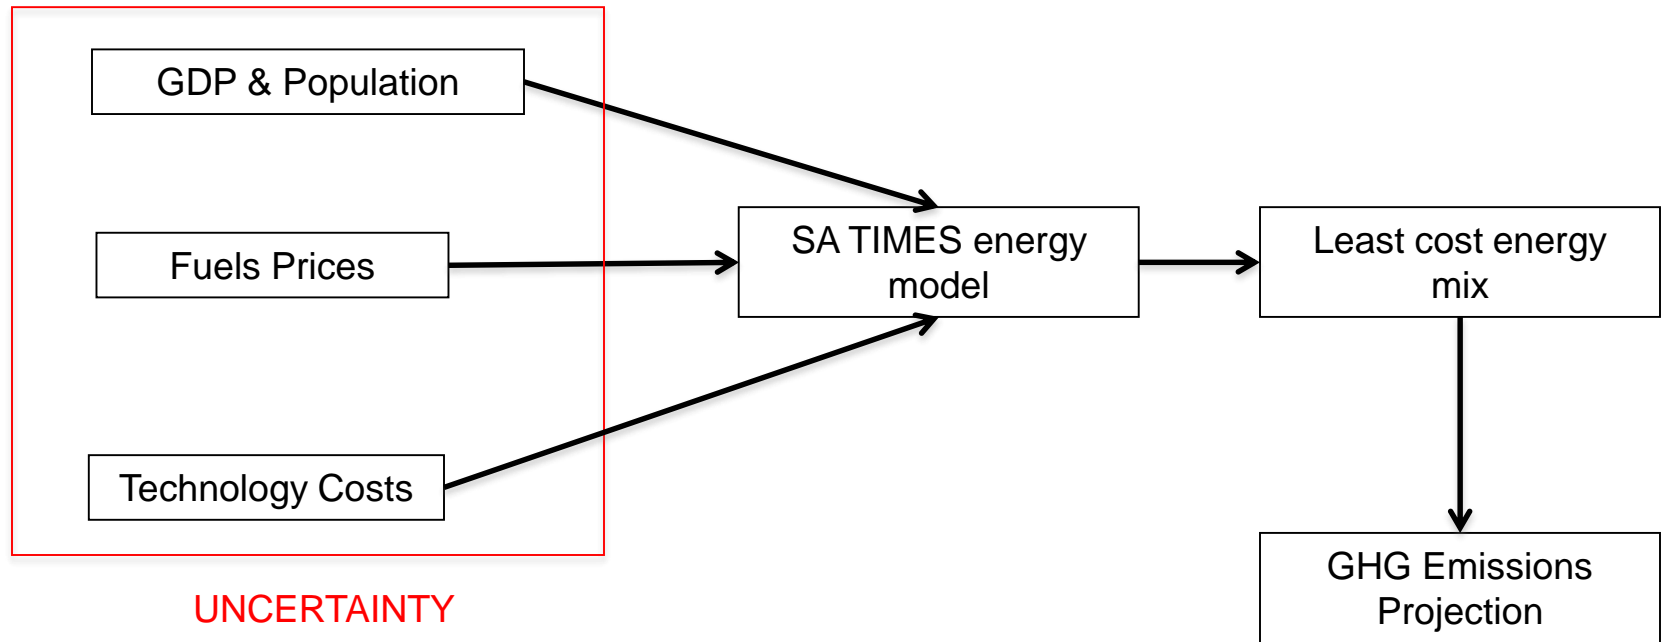 GDP & Population
SA TIMES energy
model
Least cost energy
mix
Fuels Prices
Technology Costs
GHG Emissions
Projection
UNCERTAINTY